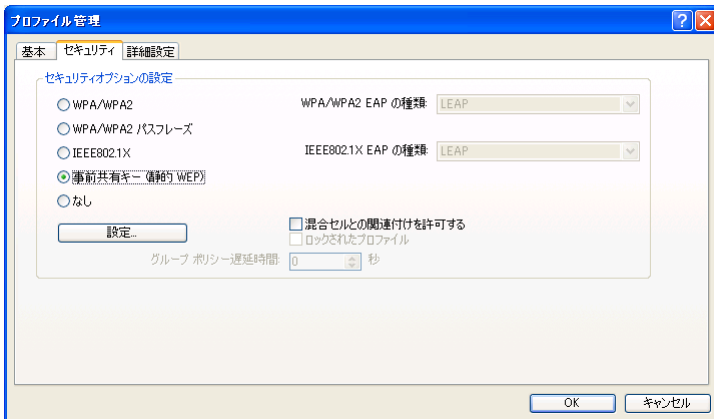 プロファイル管理
基本 セキュリティ 詳細設定
セキュリティオプションの設定
WPA/WPA2 WPA/WPA2 EAP の種類: LEAP
WPA/WPA2 パスフレーズ
IEEE802.1X IEEE802.1X EAP の種類: LEAP
事前共有キー (静的 WEP)
なし
設定... 混合セルとの関連付けを許可する
ロックされたプロファイル
グループ ポリシー遅延時間: 0 秒
OK キャンセル